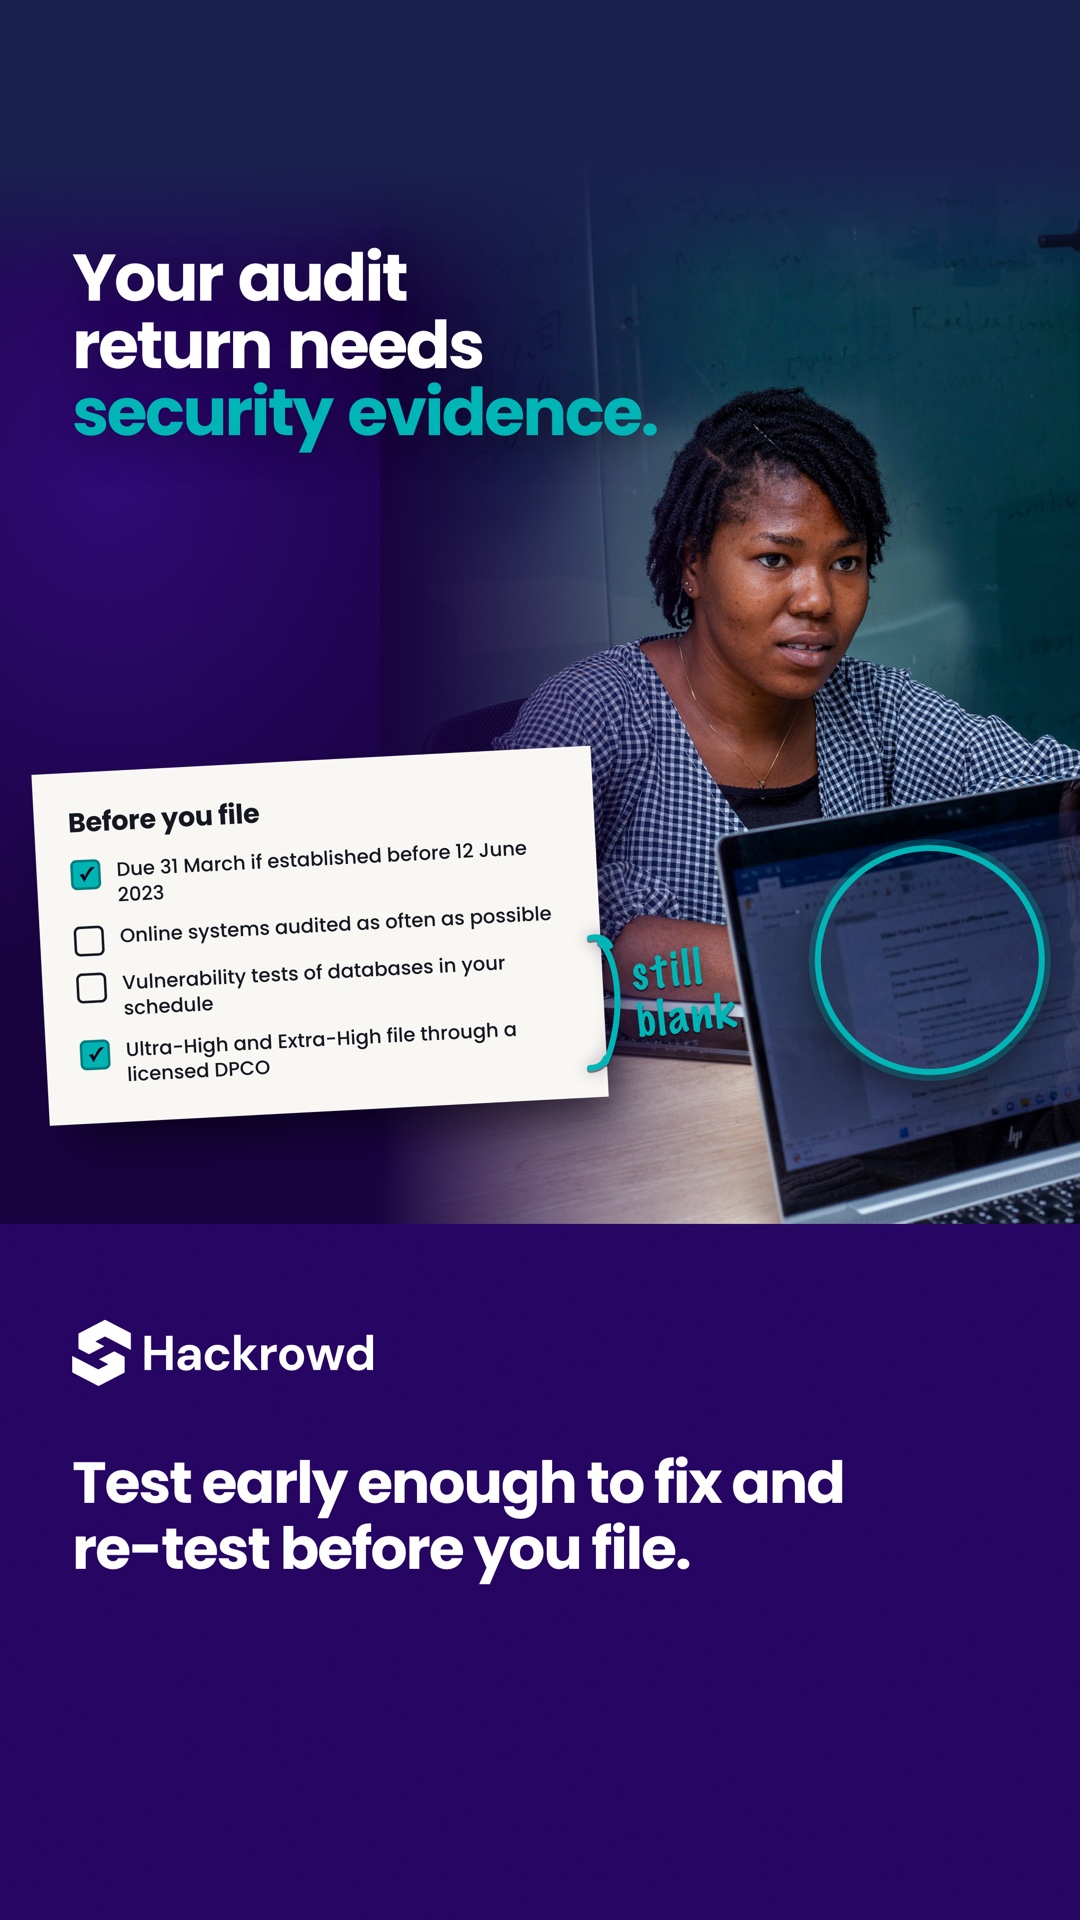 Your audit
return needs
security evidence.
Before you file
Due 31 March if established before 12 June
2023
Online systems audited as often as possible
Vulnerability tests of databases in your
schedule
Ultra-High and Extra-High file through a
licensed DPCO
still
blank
hp
Hackrowd
Test early enough to fix and
re-test before you file.